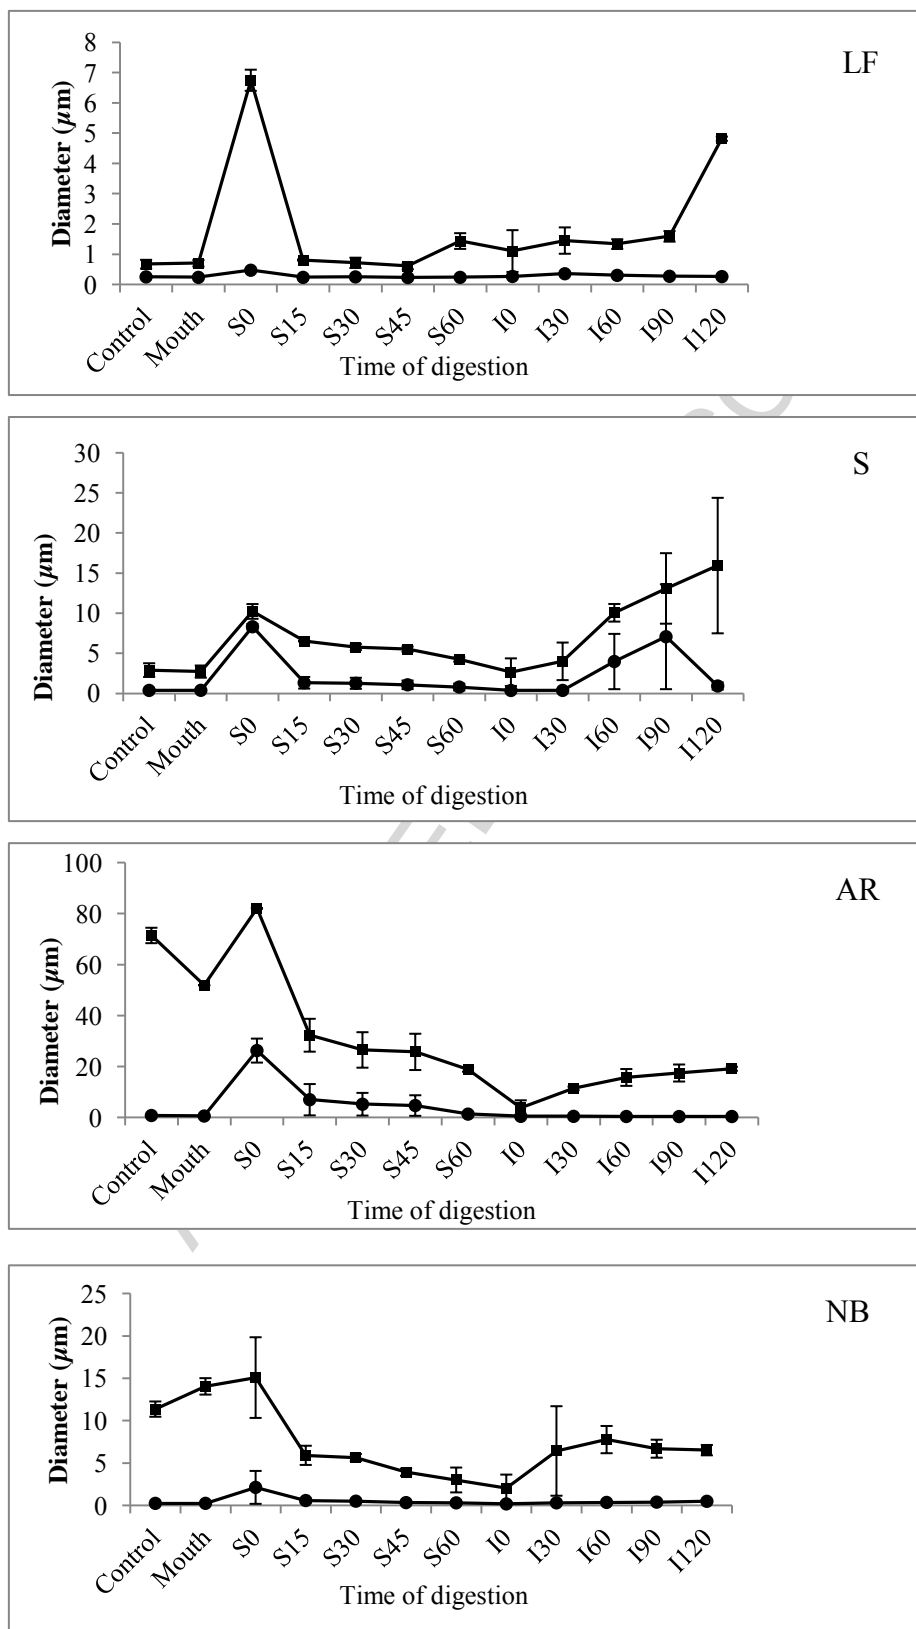 LF
Diameter (µm)
8
7
6
5
4
3
2
1
0
Control Mouth S0 S15 S30 S45 S60 I0 I30 I60 I90 I120
Time of digestion
S
Diameter (µm)
30
25
20
15
10
5
0
Control Mouth S0 S15 S30 S45 S60 I0 I30 I60 I90 I120
Time of digestion
AR
Diameter (µm)
100
80
60
40
20
0
Control Mouth S0 S15 S30 S45 S60 I0 I30 I60 I90 I120
Time of digestion
NB
Diameter (µm)
25
20
15
10
5
0
Control Mouth S0 S15 S30 S45 S60 I0 I30 I60 I90 I120
Time of digestion